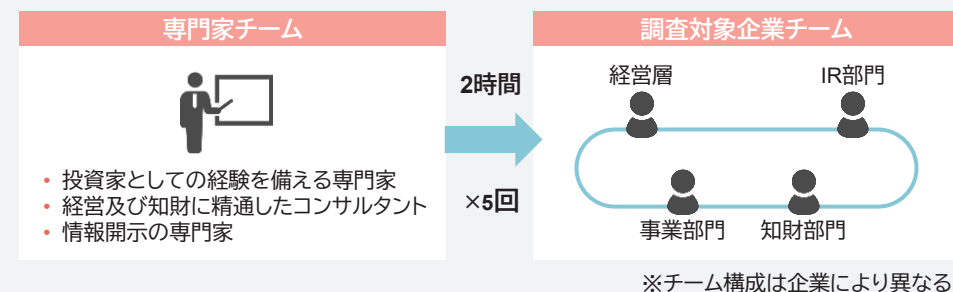 専門家チーム
・投資家としての経験を備える専門家
・経営及び知財に精通したコンサルタント
・情報開示の専門家
2時間
×5回
調査対象企業チーム
経営層 IR部門
事業部門 知財部門
※チーム構成は企業により異なる